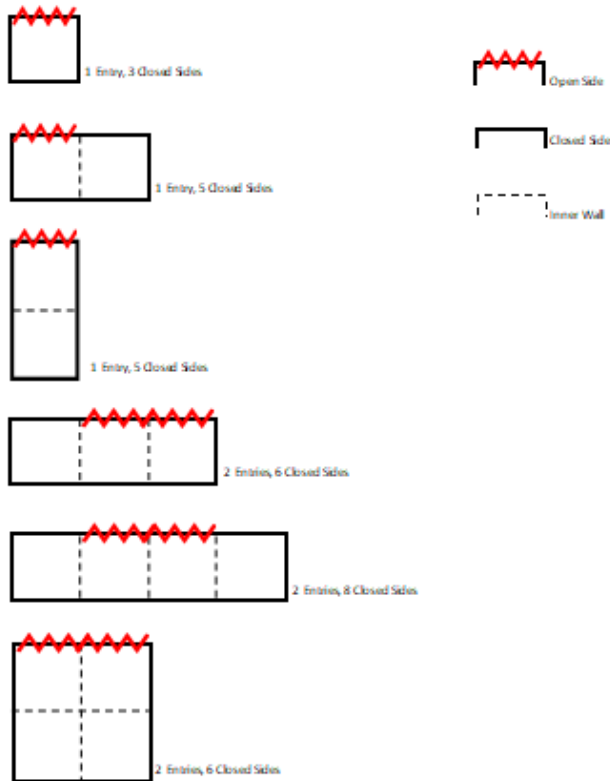 1 Entry, 3 Closed Sides
Open Side
Closed Side
1 Entry, 5 Closed Sides
Inner Wall
1 Entry, 5 Closed Sides
2 Entries, 6 Closed Sides
2 Entries, 8 Closed Sides
2 Entries, 6 Closed Sides